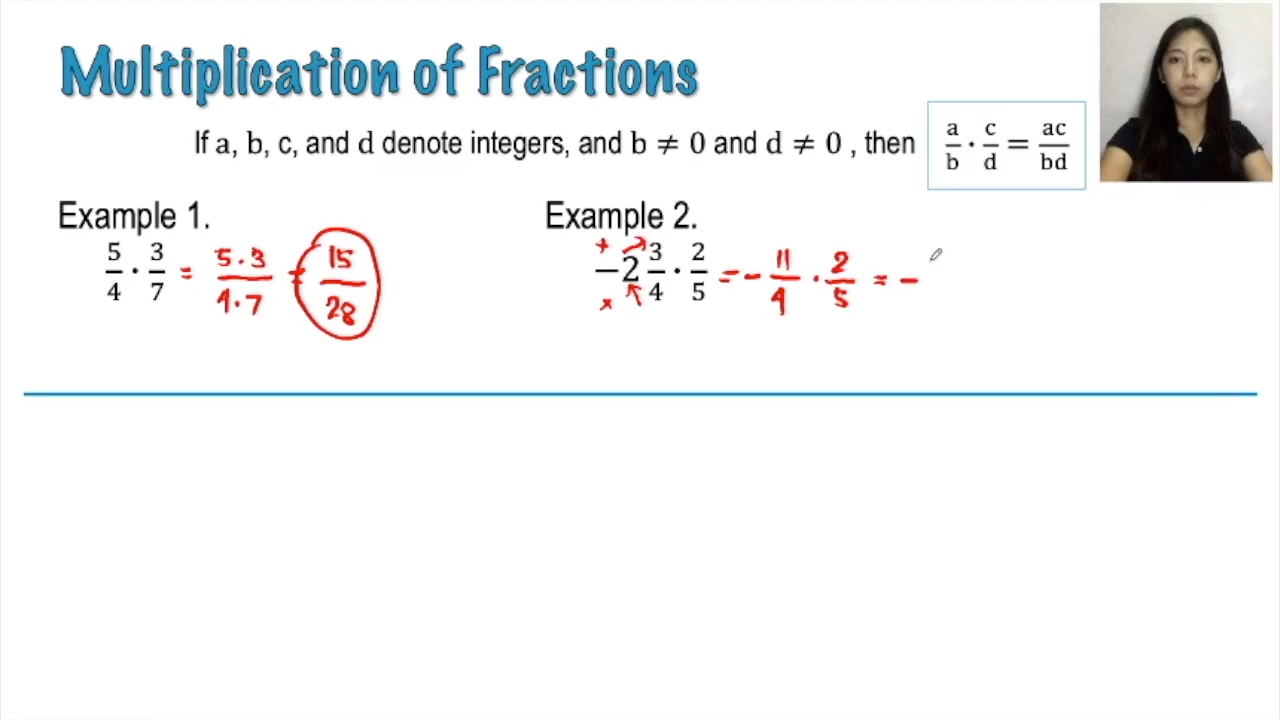 Multiplication of Fractions
If a, b, c, and d denote integers, and b ≠ 0 and d ≠ 0 , then a/b · c/d = ac/bd
Example 1.
5/4 · 3/7 = 5·3/4·7 = 15/28
Example 2.
+
−2 3/4 · 2/5 = - 11/4 · 2/5 = -
×